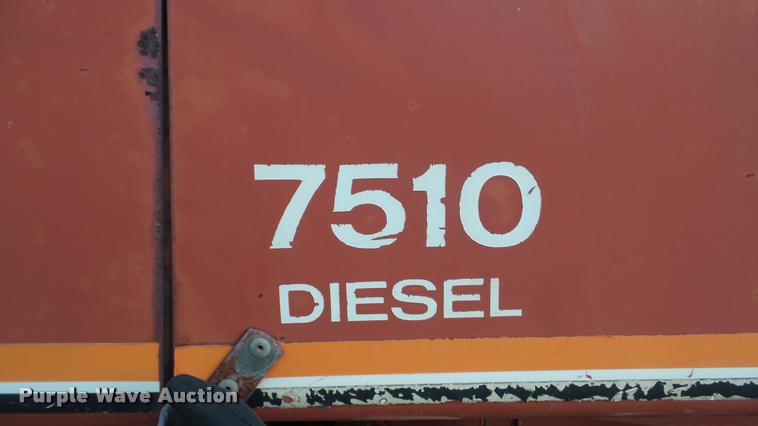 7510
DIESEL
Purple Wave Auction